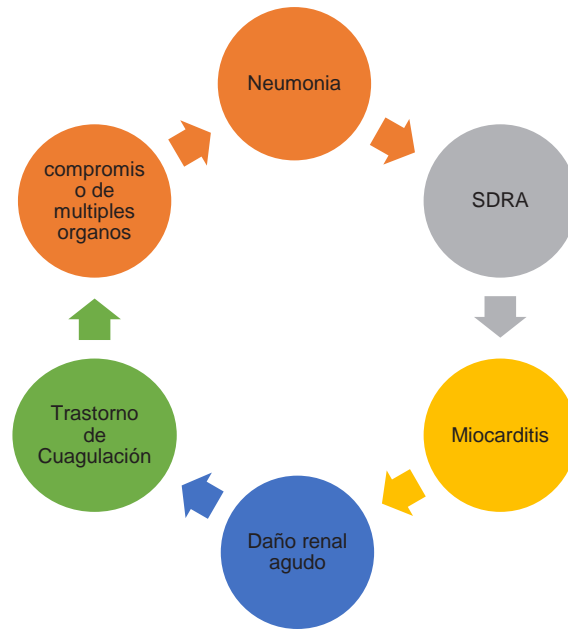 Neumonia
SDRA
Miocarditis
Daño renal
agudo
Trastorno
de
Cuagulación
compromis
o de
multiples
organos